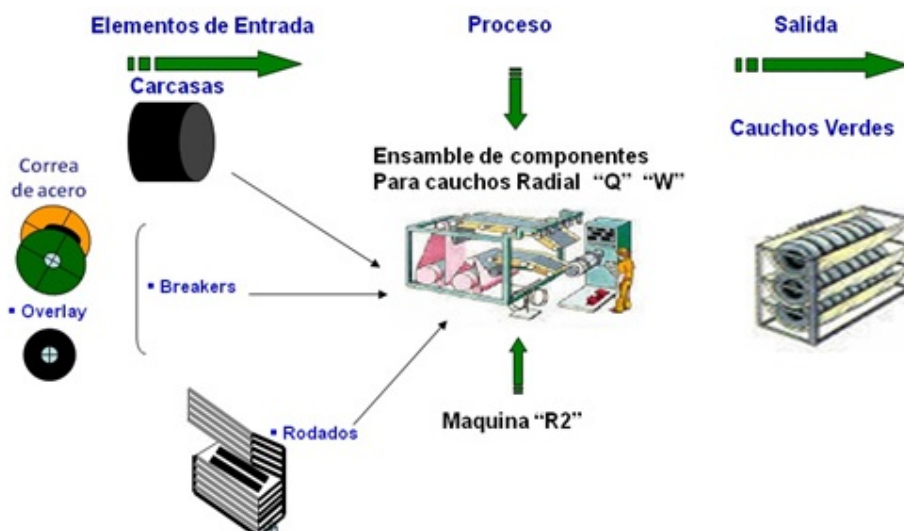 Elementos de Entrada
Proceso
Salida
Carcasas
Cauchos Verdes
Ensamble de componentes
Para cauchos Radial “Q” “W”
Correa
de acero
▪ Breakers
▪ Overlay
▪ Rodados
Maquina “R2”